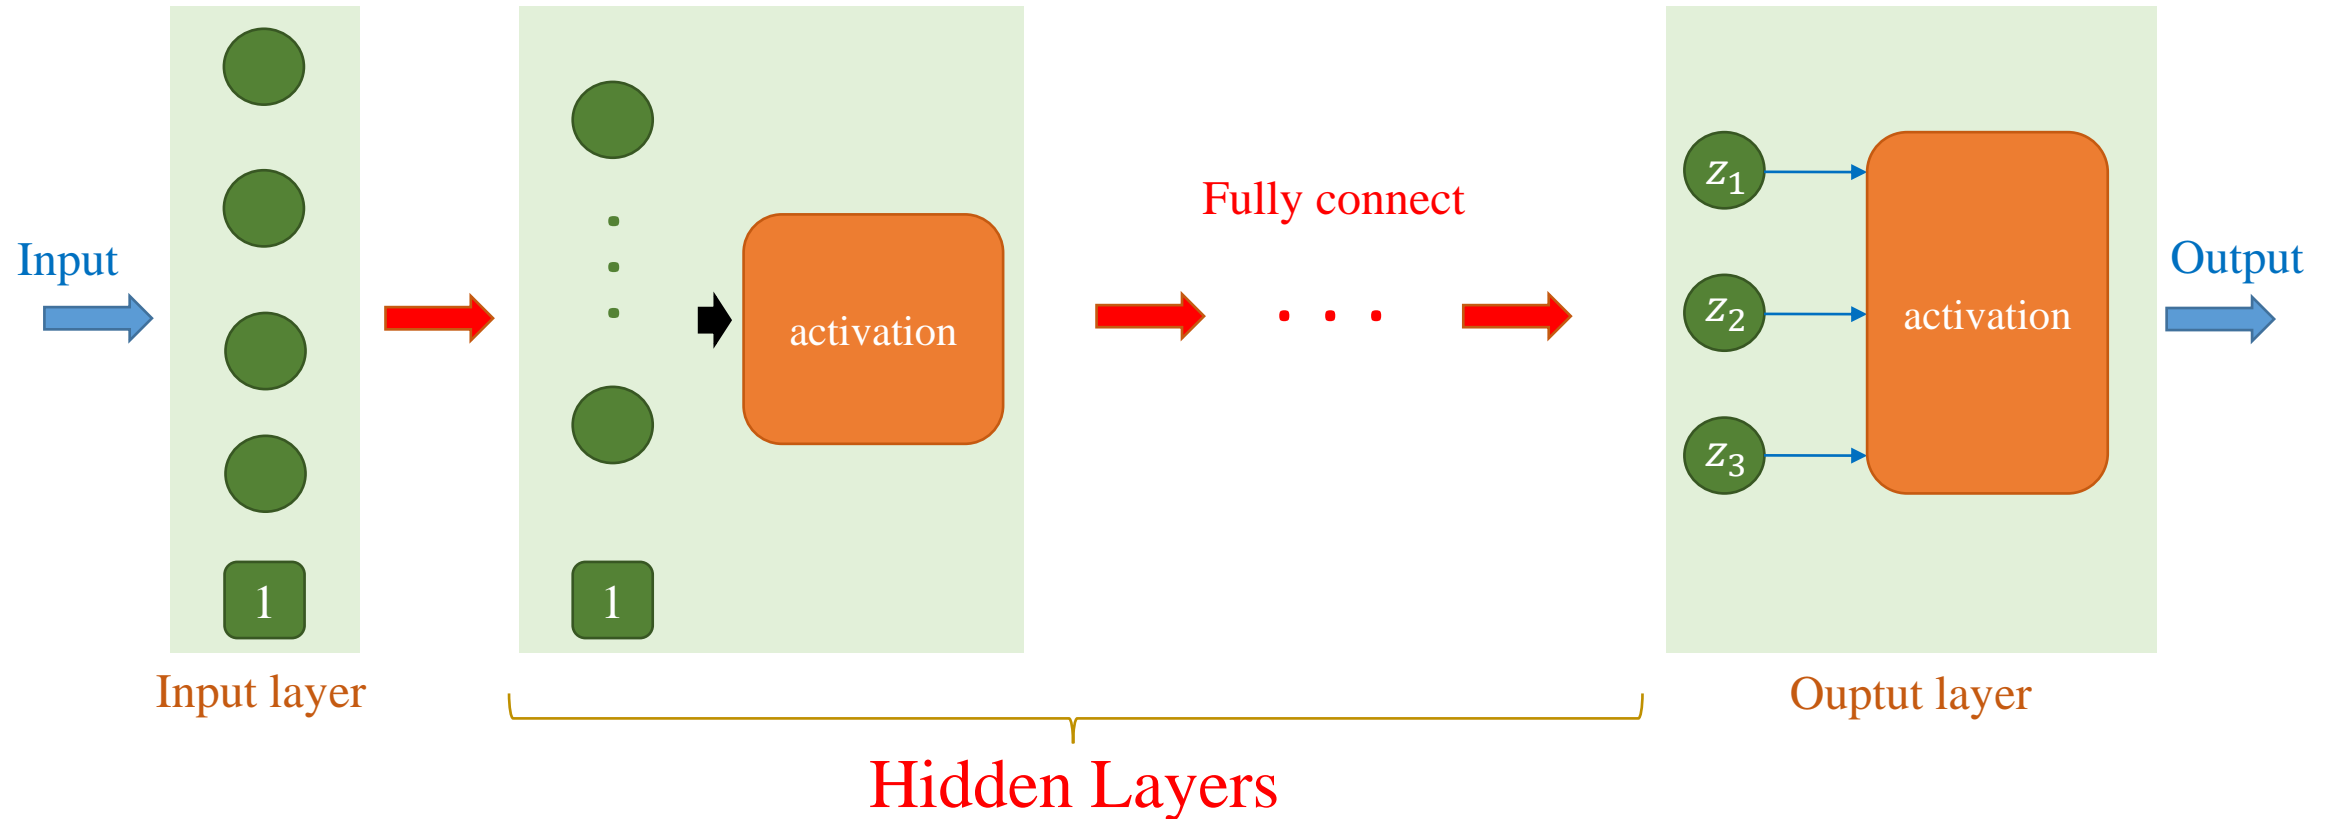 Input
1
Input layer
1
activation
Fully connect
Hidden Layers
z₁
z₂
z₃
activation
Ouptut layer
Output